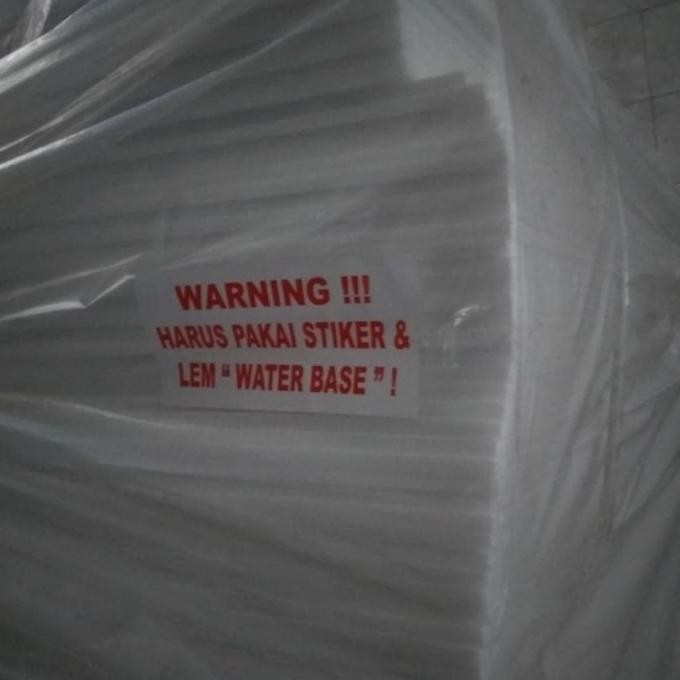 WARNING !!!
HARUS PAKAI STIKER &
LEM “ WATER BASE ” !